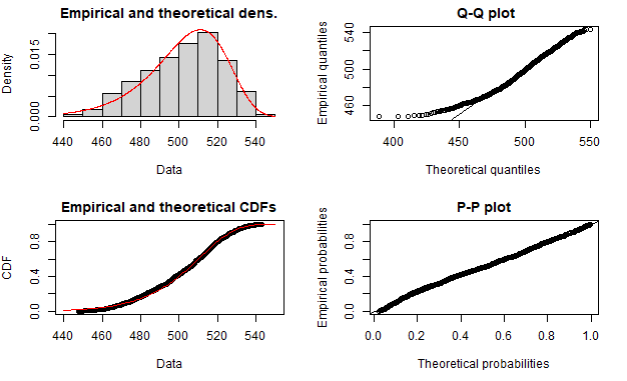 Empirical and theoretical dens.
Density
0.000 0.015
440 460 480 500 520 540
Data
Q-Q plot
Empirical quantiles
460 500 540
400 450 500 550
Theoretical quantiles
Empirical and theoretical CDFs
CDF
0.0 0.4 0.8
440 460 480 500 520 540
Data
P-P plot
Empirical probabilities
0.0 0.4 0.8
0.0 0.2 0.4 0.6 0.8 1.0
Theoretical probabilities